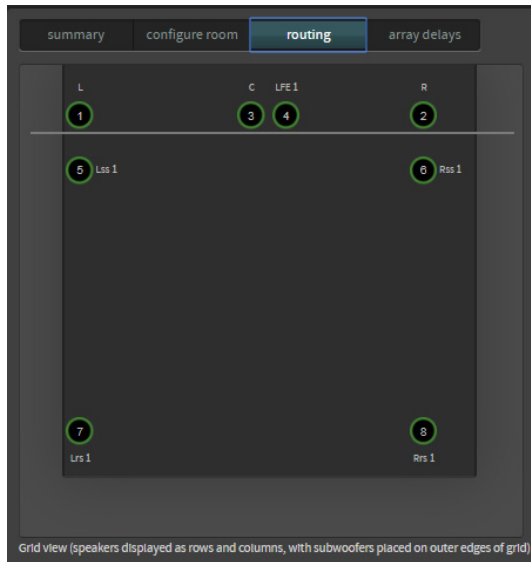 summary configure room routing array delays
L C LFE 1 R
1 3 4 2
5 Lss 1 6 Rss 1
7 8
Lrs 1 Rrs 1
Grid view (speakers displayed as rows and columns, with subwoofers placed on outer edges of grid)